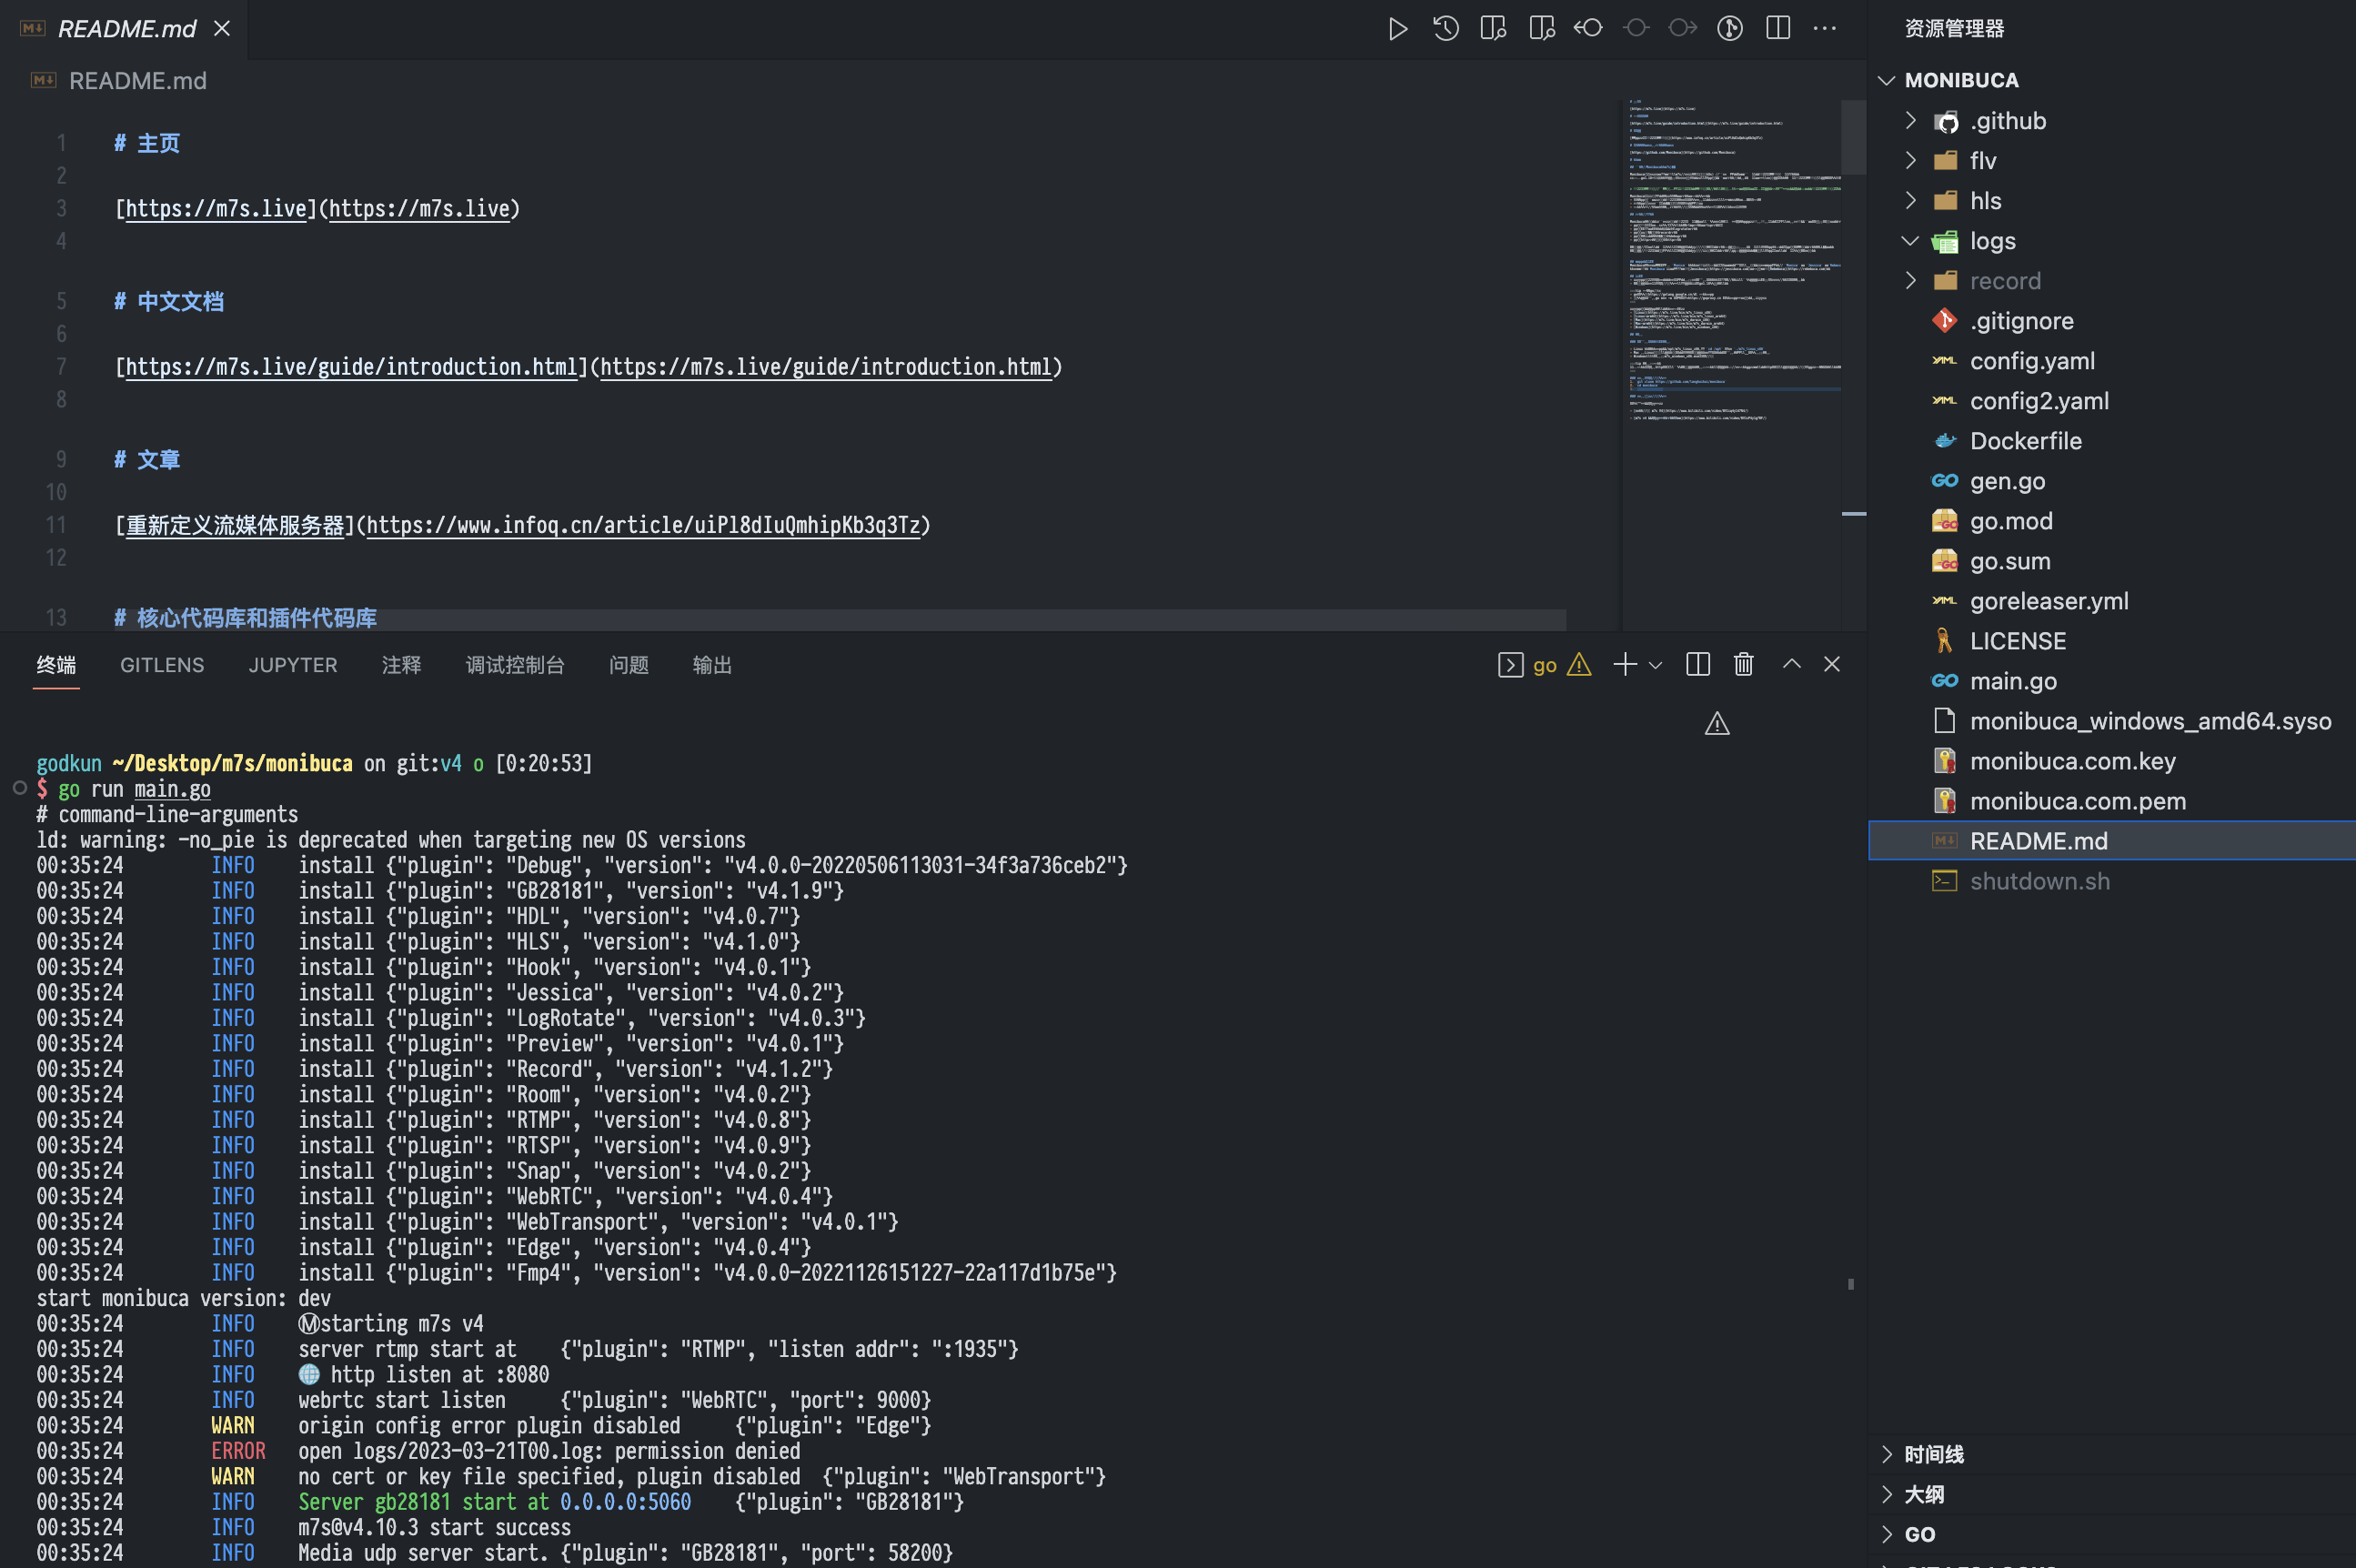 README.md
README.md
1 # 主页
2
3 [https://m7s.live](https://m7s.live)
4
5 # 中文文档
6
7 [https://m7s.live/guide/introduction.html](https://m7s.live/guide/introduction.html)
8
9 # 文章
10
11 [重新定义流媒体服务器](https://www.infoq.cn/article/uiPl8dIuQmhipKb3q3Tz)
12
13 # 核心代码库和插件代码库
终端 GITLENS JUPYTER 注释 调试控制台 问题 输出
go
godkun ~/Desktop/m7s/monibuca on git:v4 o [0:20:53]
$ go run main.go
# command-line-arguments
ld: warning: -no_pie is deprecated when targeting new OS versions
00:35:24 INFO install {"plugin": "Debug", "version": "v4.0.0-20220506113031-34f3a736ceb2"}
00:35:24 INFO install {"plugin": "GB28181", "version": "v4.1.9"}
00:35:24 INFO install {"plugin": "HDL", "version": "v4.0.7"}
00:35:24 INFO install {"plugin": "HLS", "version": "v4.1.0"}
00:35:24 INFO install {"plugin": "Hook", "version": "v4.0.1"}
00:35:24 INFO install {"plugin": "Jessica", "version": "v4.0.2"}
00:35:24 INFO install {"plugin": "LogRotate", "version": "v4.0.3"}
00:35:24 INFO install {"plugin": "Preview", "version": "v4.0.1"}
00:35:24 INFO install {"plugin": "Record", "version": "v4.1.2"}
00:35:24 INFO install {"plugin": "Room", "version": "v4.0.2"}
00:35:24 INFO install {"plugin": "RTMP", "version": "v4.0.8"}
00:35:24 INFO install {"plugin": "RTSP", "version": "v4.0.9"}
00:35:24 INFO install {"plugin": "Snap", "version": "v4.0.2"}
00:35:24 INFO install {"plugin": "WebRTC", "version": "v4.0.4"}
00:35:24 INFO install {"plugin": "WebTransport", "version": "v4.0.1"}
00:35:24 INFO install {"plugin": "Edge", "version": "v4.0.4"}
00:35:24 INFO install {"plugin": "Fmp4", "version": "v4.0.0-20221126151227-22a117d1b75e"}
start monibuca version: dev
00:35:24 INFO Ⓜstarting m7s v4
00:35:24 INFO server rtmp start at {"plugin": "RTMP", "listen addr": ":1935"}
00:35:24 INFO 🌐 http listen at :8080
00:35:24 INFO webrtc start listen {"plugin": "WebRTC", "port": 9000}
00:35:24 WARN origin config error plugin disabled {"plugin": "Edge"}
00:35:24 ERROR open logs/2023-03-21T00.log: permission denied
00:35:24 WARN no cert or key file specified, plugin disabled {"plugin": "WebTransport"}
00:35:24 INFO Server gb28181 start at 0.0.0.0:5060 {"plugin": "GB28181"}
00:35:24 INFO m7s@v4.10.3 start success
00:35:24 INFO Media udp server start. {"plugin": "GB28181", "port": 58200}
资源管理器
MONIBUCA
.github
flv
hls
logs
record
.gitignore
config.yaml
config2.yaml
Dockerfile
gen.go
go.mod
go.sum
goreleaser.yml
LICENSE
main.go
monibuca_windows_amd64.syso
monibuca.com.key
monibuca.com.pem
README.md
shutdown.sh
时间线
大纲
GO